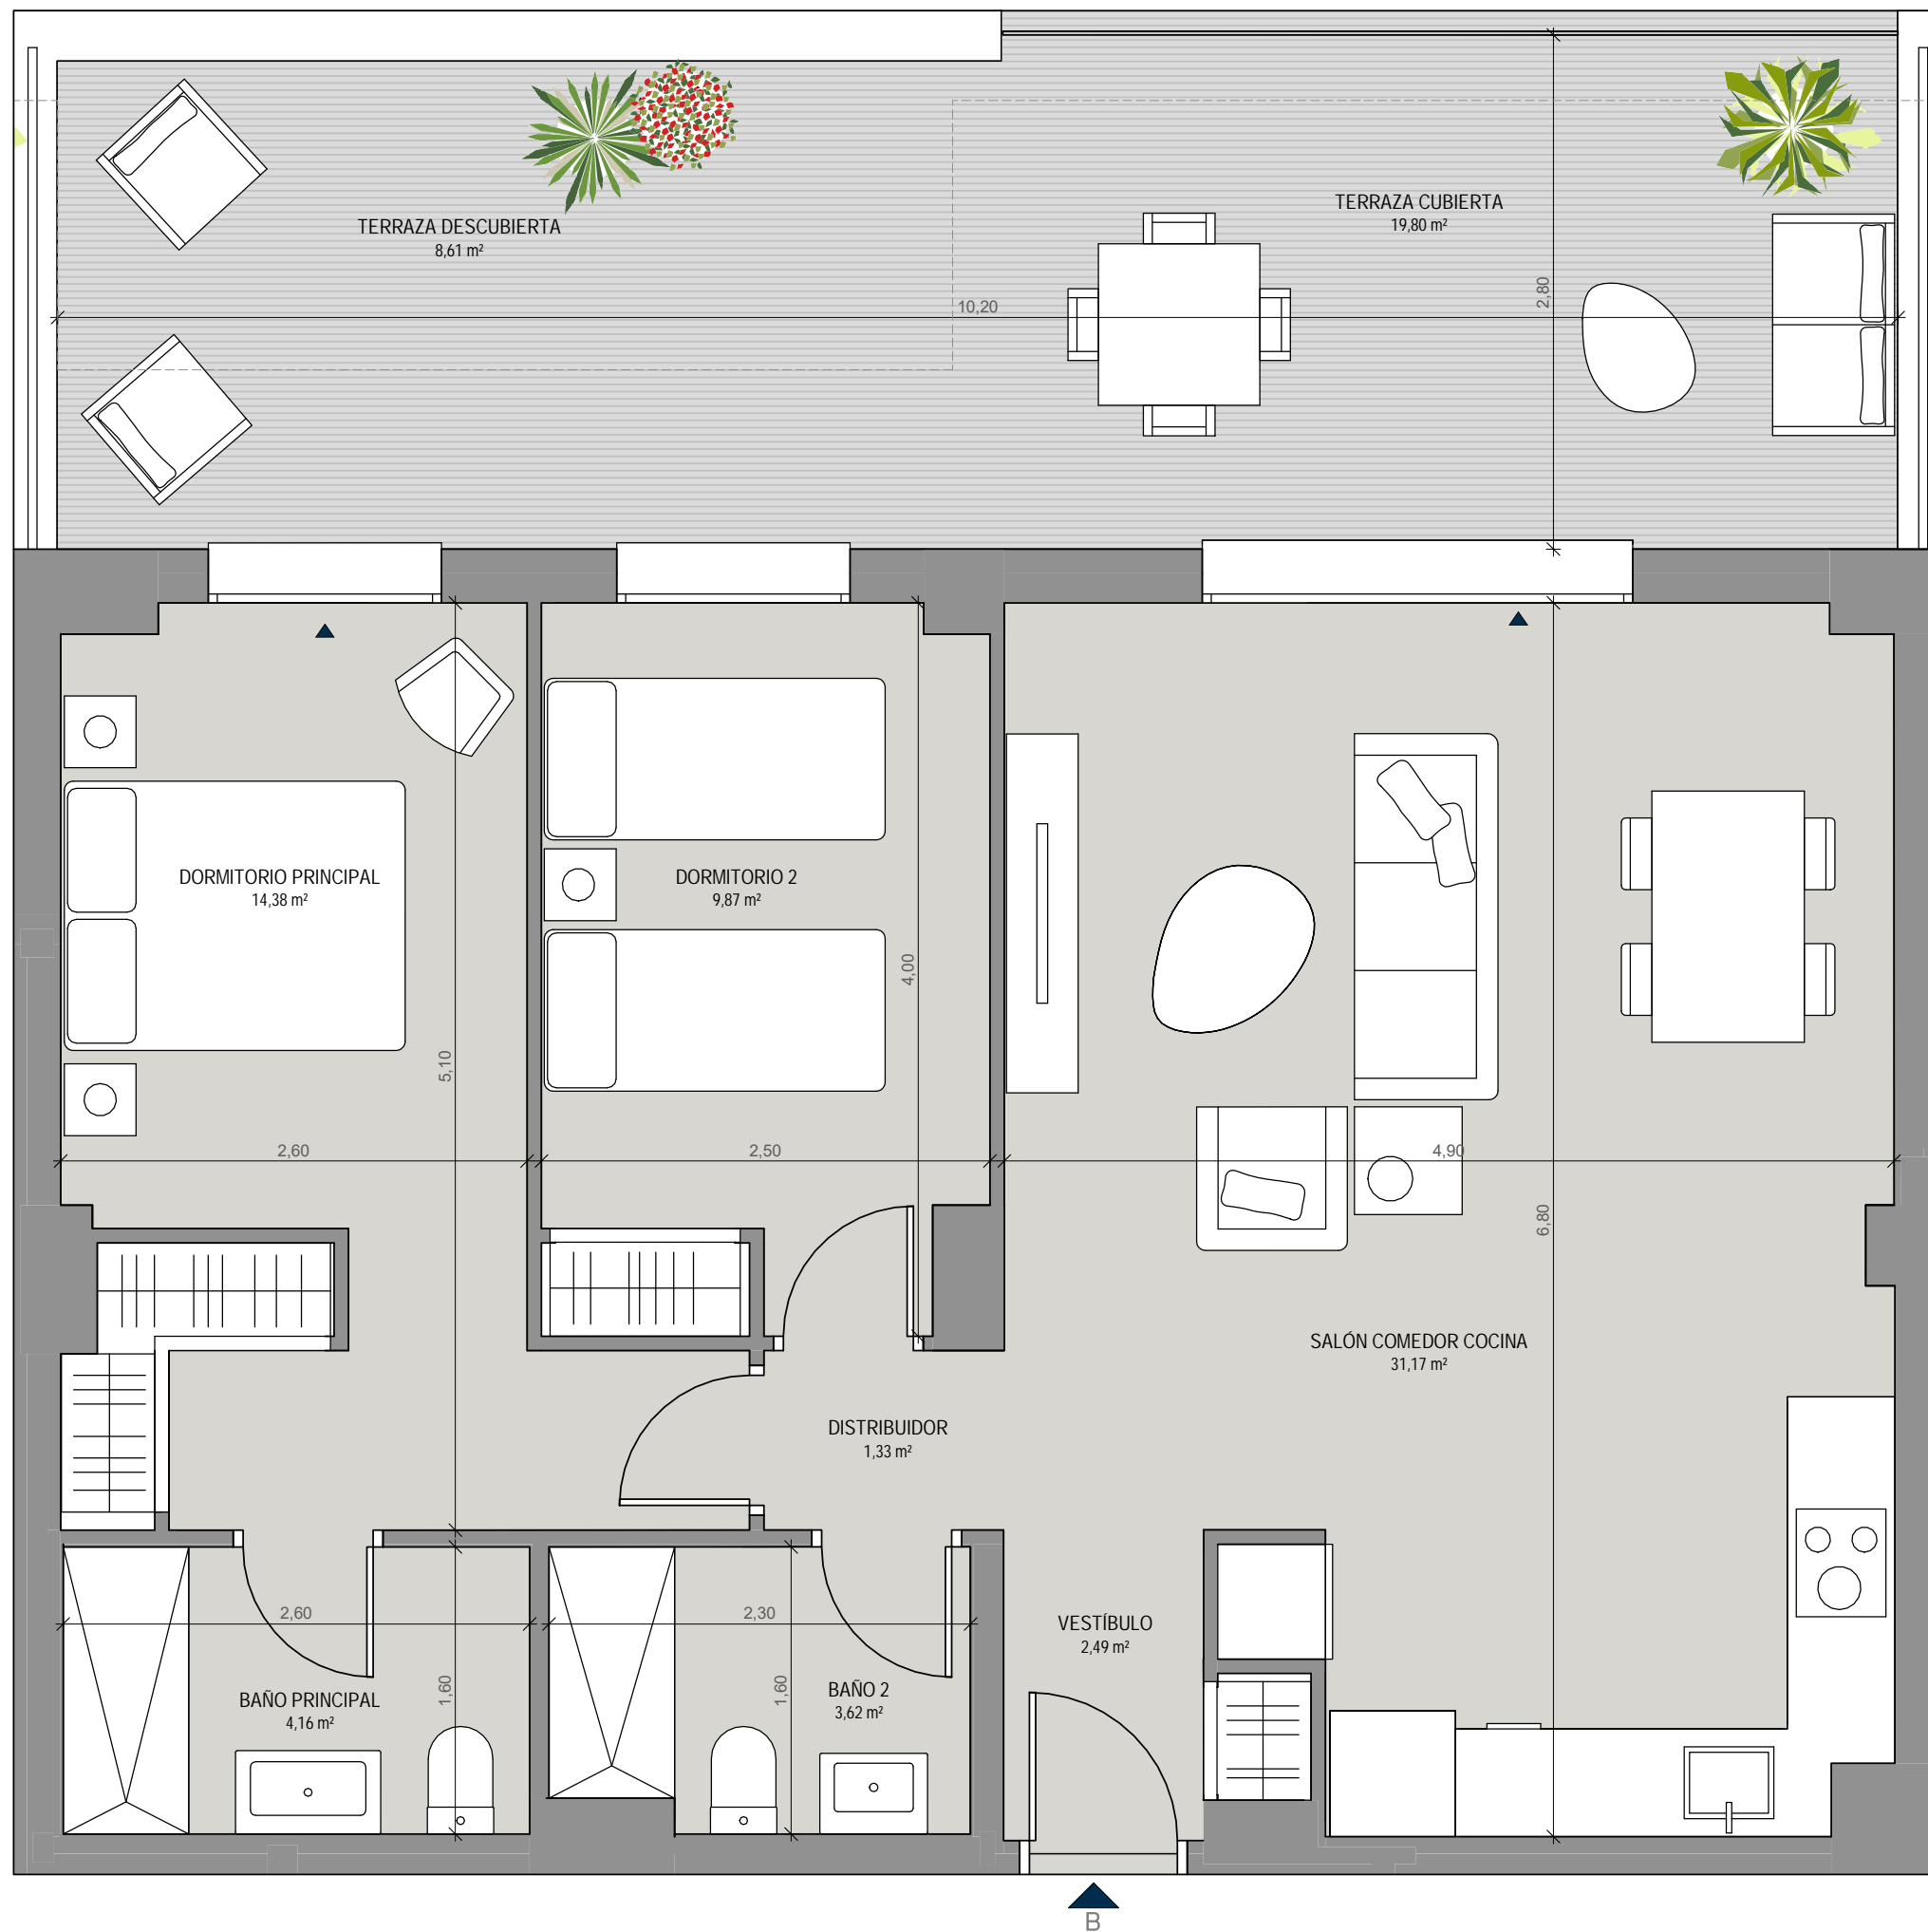 TERRAZA CUBIERTA
19,80 m²
TERRAZA DESCUBIERTA
8,61 m²
2,80
10,20
DORMITORIO PRINCIPAL
14,38 m²
DORMITORIO 2
9,87 m²
4,00
5,10
2,60
2,50
4,90
6,80
SALÓN COMEDOR COCINA
31,17 m²
DISTRIBUIDOR
1,33 m²
2,60
2,30
VESTÍBULO
2,49 m²
1,60
1,60
BAÑO PRINCIPAL
4,16 m²
BAÑO 2
3,62 m²
B